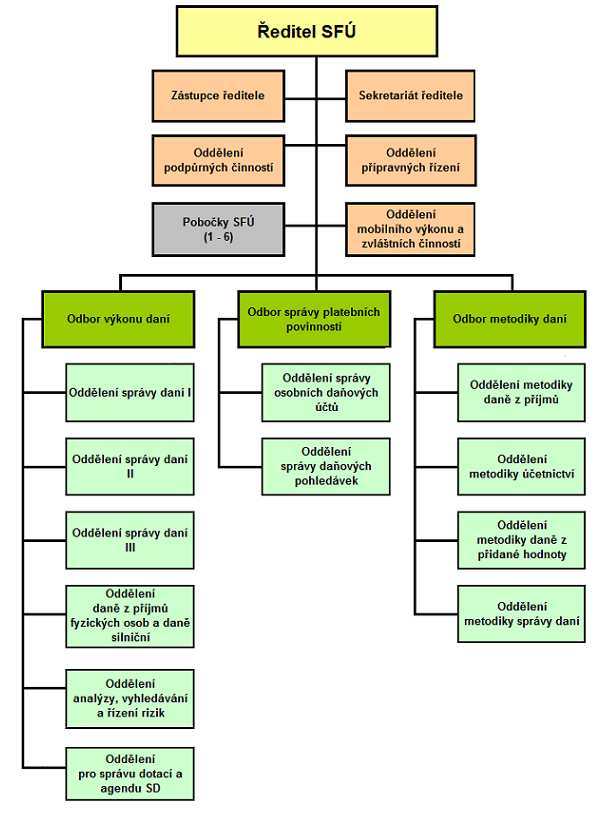 Ředitel SFÚ
Zástupce ředitele
Sekretariát ředitele
Oddělení
podpůrných činností
Oddělení
přípravných řízení
Pobočky SFÚ
(1 - 6)
Oddělení
mobilního výkonu a
zvláštních činností
Odbor výkonu daní
Odbor správy platebních
povinností
Odbor metodiky daní
Oddělení správy daní I
Oddělení správy daní
II
Oddělení správy daní
III
Oddělení
daně z příjmů
fyzických osob a daně
silniční
Oddělení
analýzy, vyhledávání
a řízení rizik
Oddělení
pro správu dotací a
agendu SD
Oddělení správy
osobních daňových
účtů
Oddělení
správy daňových
pohledávek
Oddělení metodiky
daně z příjmů
Oddělení
metodiky účetnictví
Oddělení
metodiky daně z
přidané hodnoty
Oddělení
metodiky správy daní